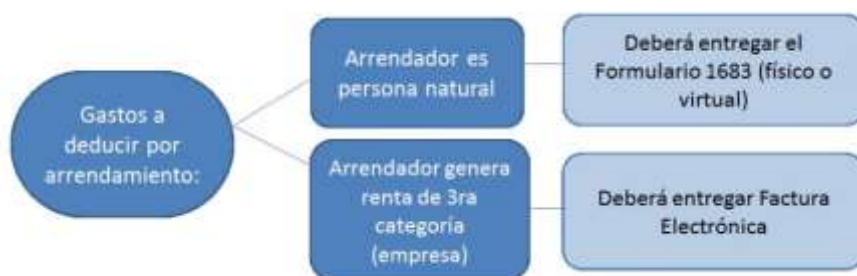 Gastos a
deducir por
arrendamiento:
Arrendador es
persona natural
Deberá entregar el
Formulario 1683 (físico o
virtual)
Arrendador genera
renta de 3ra
categoría
(empresa)
Deberá entregar Factura
Electrónica